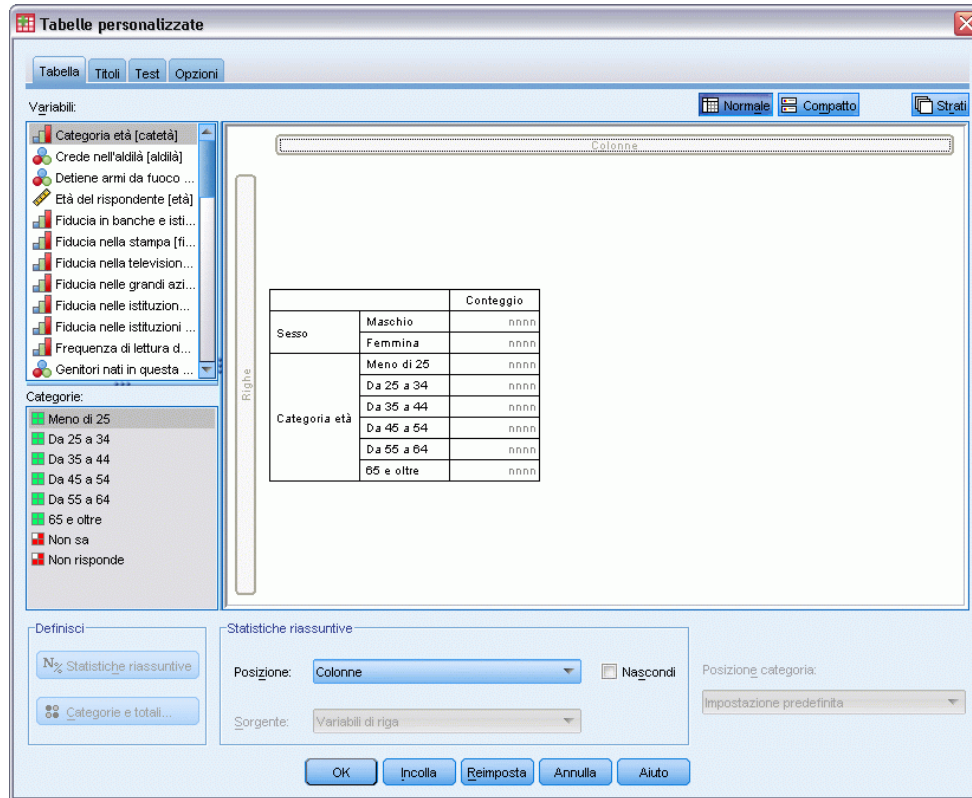 Tabelle personalizzate
Tabella Titoli Test Opzioni
Variabili:
Normale Compatto Strati
Categoria età [catetà]
Crede nell'aldilà [aldilà]
Detiene armi da fuoco ...
Età del rispondente [età]
Fiducia in banche e isti...
Fiducia nella stampa [fi...
Fiducia nella television...
Fiducia nelle grandi azi...
Fiducia nelle istituzion...
Fiducia nelle istituzioni ...
Frequenza di lettura d...
Genitori nati in questa ...
Categorie:
Meno di 25
Da 25 a 34
Da 35 a 44
Da 45 a 54
Da 55 a 64
65 e oltre
Non sa
Non risponde
Colonne
Righe
Conteggio
Sesso Maschio nnnn
Femmina nnnn
Categoria età Meno di 25 nnnn
Da 25 a 34 nnnn
Da 35 a 44 nnnn
Da 45 a 54 nnnn
Da 55 a 64 nnnn
65 e oltre nnnn
Definisci
N% Statistiche riassuntive
Categorie e totali...
Statistiche riassuntive
Posizione: Colonne Nascondi
Sorgente: Variabili di riga
Posizione categoria:
Impostazione predefinita
OK Incolla Reimposta Annulla Aiuto